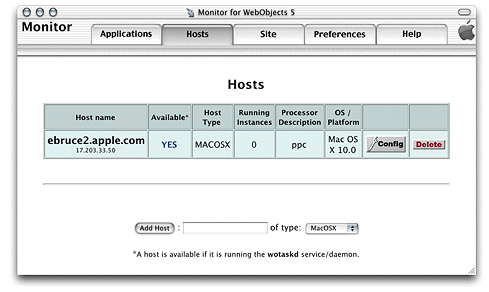 Monitor for WebObjects 5
Monitor
Applications
Hosts
Site
Preferences
Help
Hosts
Host name
Available*
Host Type
Running Instances
Processor Description
OS / Platform
ebruce2.apple.com
17.203.33.50
YES
MACOSX
0
ppc
Mac OS X 10.0
Config
Delete
Add Host : of type: MacOSX
*A host is available if it is running the wotaskd service/daemon.